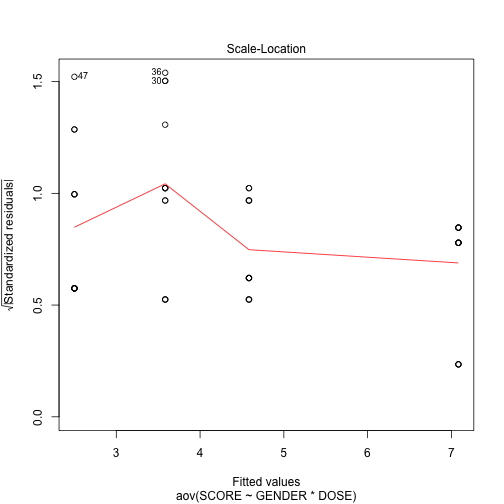 Scale-Location
√|Standardized residuals|
0.0 0.5 1.0 1.5
47
36
30
3 4 5 6 7
Fitted values
aov(SCORE ~ GENDER * DOSE)